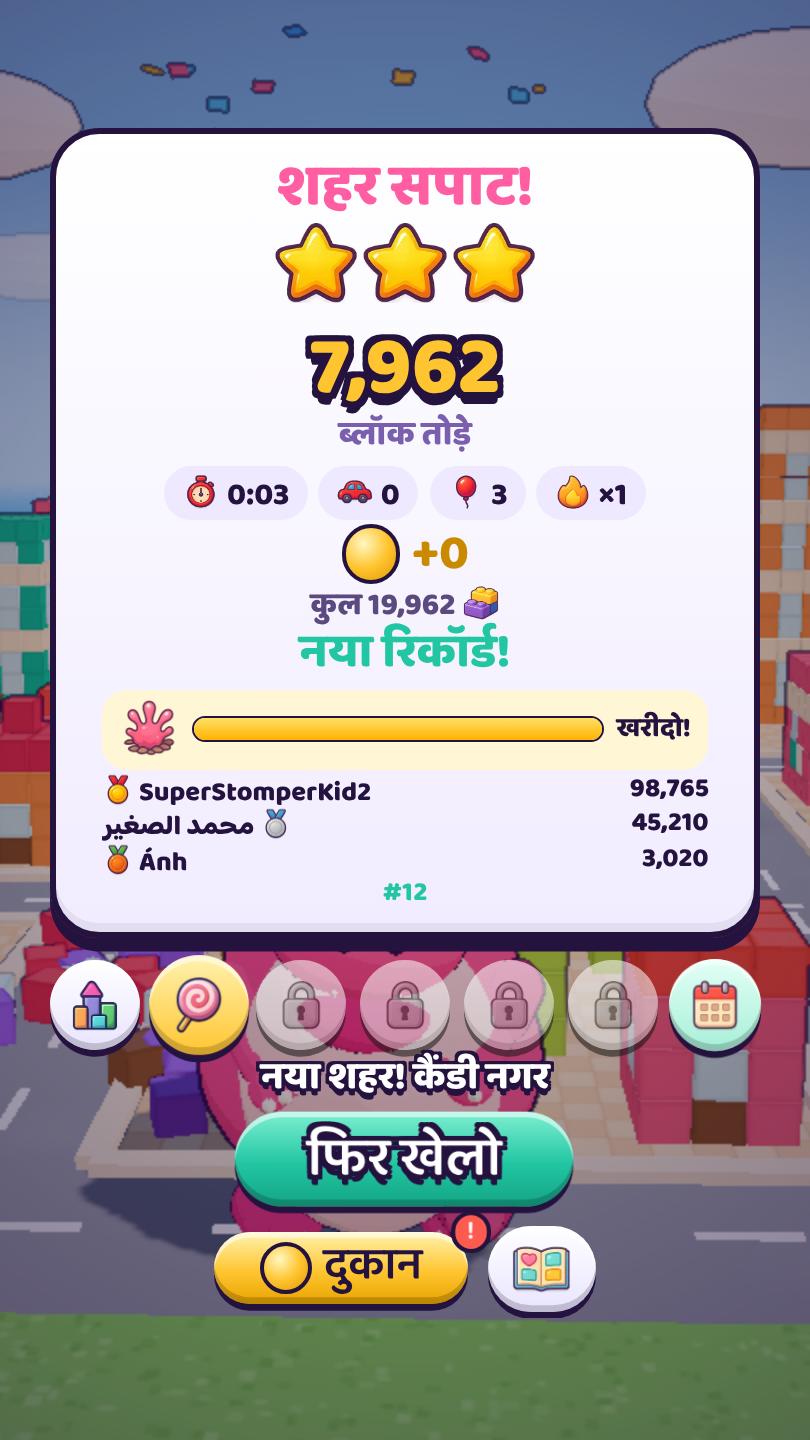 शहर सपाट!
7,962
ब्लॉक तोड़े
0:03 0 3 ×1
+0
कुल 19,962
नया रिकॉर्ड!
खरीदो!
SuperStomperKid2 98,765
محمد الصغير 45,210
Ánh 3,020
#12
नया शहर! कैंडी नगर
फिर खेलो
!
दुकान